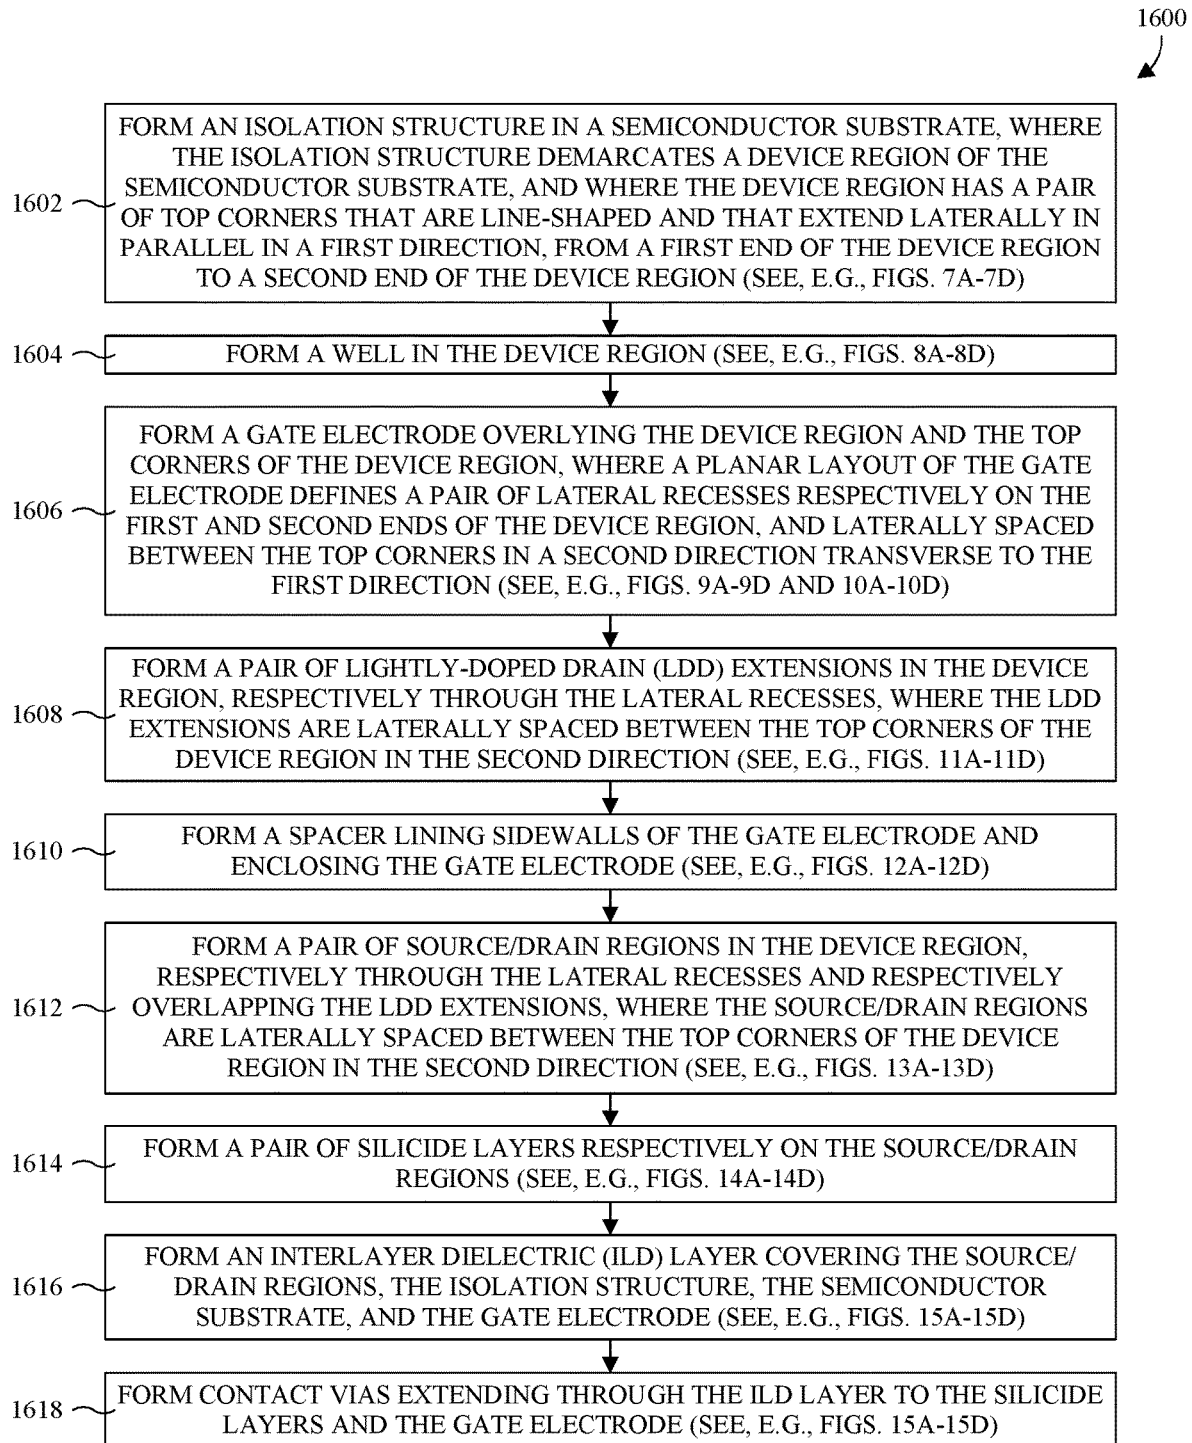 1600
FORM AN ISOLATION STRUCTURE IN A SEMICONDUCTOR SUBSTRATE, WHERE
THE ISOLATION STRUCTURE DEMARCATES A DEVICE REGION OF THE
1602
SEMICONDUCTOR SUBSTRATE, AND WHERE THE DEVICE REGION HAS A PAIR
OF TOP CORNERS THAT ARE LINE-SHAPED AND THAT EXTEND LATERALLY IN
PARALLEL IN A FIRST DIRECTION, FROM A FIRST END OF THE DEVICE REGION
TO A SECOND END OF THE DEVICE REGION (SEE, E.G., FIGS. 7A-7D)
1604
FORM A WELL IN THE DEVICE REGION (SEE, E.G., FIGS. 8A-8D)
FORM A GATE ELECTRODE OVERLYING THE DEVICE REGION AND THE TOP
CORNERS OF THE DEVICE REGION, WHERE A PLANAR LAYOUT OF THE GATE
ELECTRODE DEFINES A PAIR OF LATERAL RECESSES RESPECTIVELY ON THE
1606
FIRST AND SECOND ENDS OF THE DEVICE REGION, AND LATERALLY SPACED
BETWEEN THE TOP CORNERS IN A SECOND DIRECTION TRANSVERSE TO THE
FIRST DIRECTION (SEE, E.G., FIGS. 9A-9D AND 10A-10D)
FORM A PAIR OF LIGHTLY-DOPED DRAIN (LDD) EXTENSIONS IN THE DEVICE
REGION, RESPECTIVELY THROUGH THE LATERAL RECESSES, WHERE THE LDD
1608
EXTENSIONS ARE LATERALLY SPACED BETWEEN THE TOP CORNERS OF THE
DEVICE REGION IN THE SECOND DIRECTION (SEE, E.G., FIGS. 11A-11D)
1610
FORM A SPACER LINING SIDEWALLS OF THE GATE ELECTRODE AND
ENCLOSING THE GATE ELECTRODE (SEE, E.G., FIGS. 12A-12D)
FORM A PAIR OF SOURCE/DRAIN REGIONS IN THE DEVICE REGION,
RESPECTIVELY THROUGH THE LATERAL RECESSES AND RESPECTIVELY
1612
OVERLAPPING THE LDD EXTENSIONS, WHERE THE SOURCE/DRAIN REGIONS
ARE LATERALLY SPACED BETWEEN THE TOP CORNERS OF THE DEVICE
REGION IN THE SECOND DIRECTION (SEE, E.G., FIGS. 13A-13D)
1614
FORM A PAIR OF SILICIDE LAYERS RESPECTIVELY ON THE SOURCE/DRAIN
REGIONS (SEE, E.G., FIGS. 14A-14D)
FORM AN INTERLAYER DIELECTRIC (ILD) LAYER COVERING THE SOURCE/
1616
DRAIN REGIONS, THE ISOLATION STRUCTURE, THE SEMICONDUCTOR
SUBSTRATE, AND THE GATE ELECTRODE (SEE, E.G., FIGS. 15A-15D)
1618
FORM CONTACT VIAS EXTENDING THROUGH THE ILD LAYER TO THE SILICIDE
LAYERS AND THE GATE ELECTRODE (SEE, E.G., FIGS. 15A-15D)